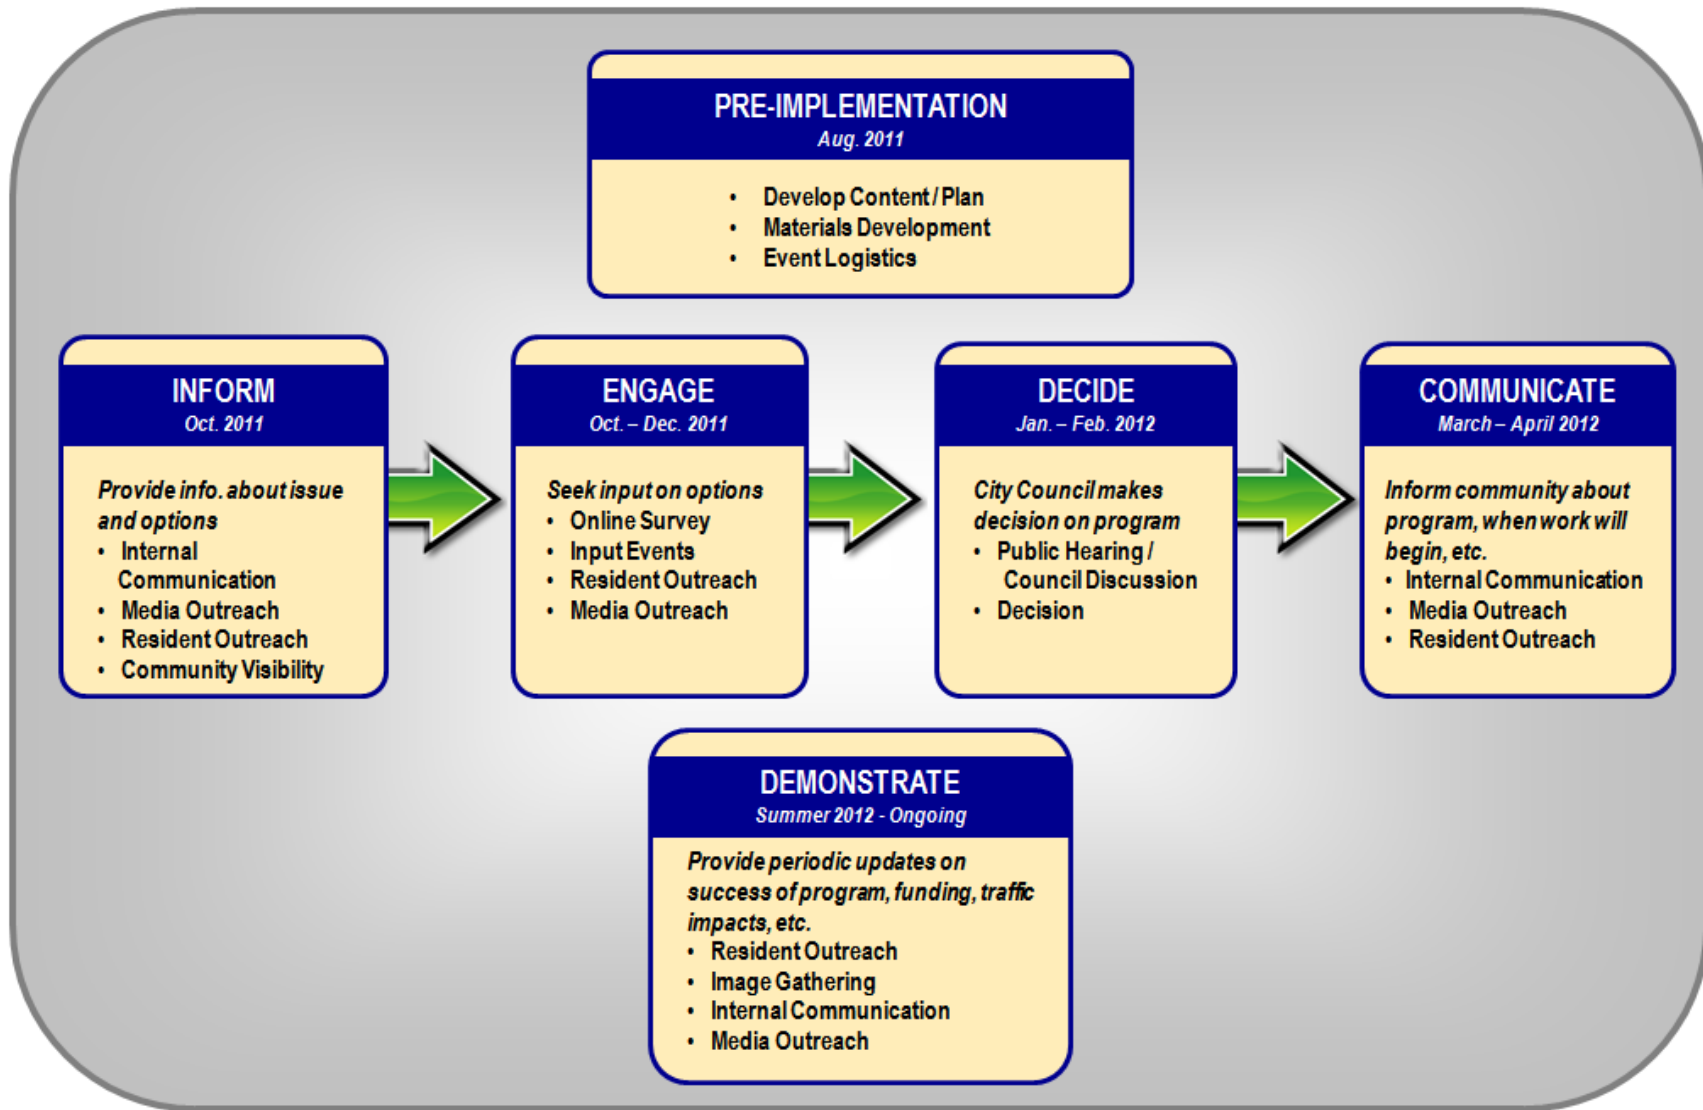 PRE-IMPLEMENTATION
Aug. 2011
• Develop Content / Plan
• Materials Development
• Event Logistics
INFORM
Oct. 2011
Provide info. about issue
and options
• Internal
Communication
• Media Outreach
• Resident Outreach
• Community Visibility
ENGAGE
Oct. – Dec. 2011
Seek input on options
• Online Survey
• Input Events
• Resident Outreach
• Media Outreach
DECIDE
Jan. – Feb. 2012
City Council makes
decision on program
• Public Hearing /
Council Discussion
• Decision
COMMUNICATE
March – April 2012
Inform community about
program, when work will
begin, etc.
• Internal Communication
• Media Outreach
• Resident Outreach
DEMONSTRATE
Summer 2012 - Ongoing
Provide periodic updates on
success of program, funding, traffic
impacts, etc.
• Resident Outreach
• Image Gathering
• Internal Communication
• Media Outreach